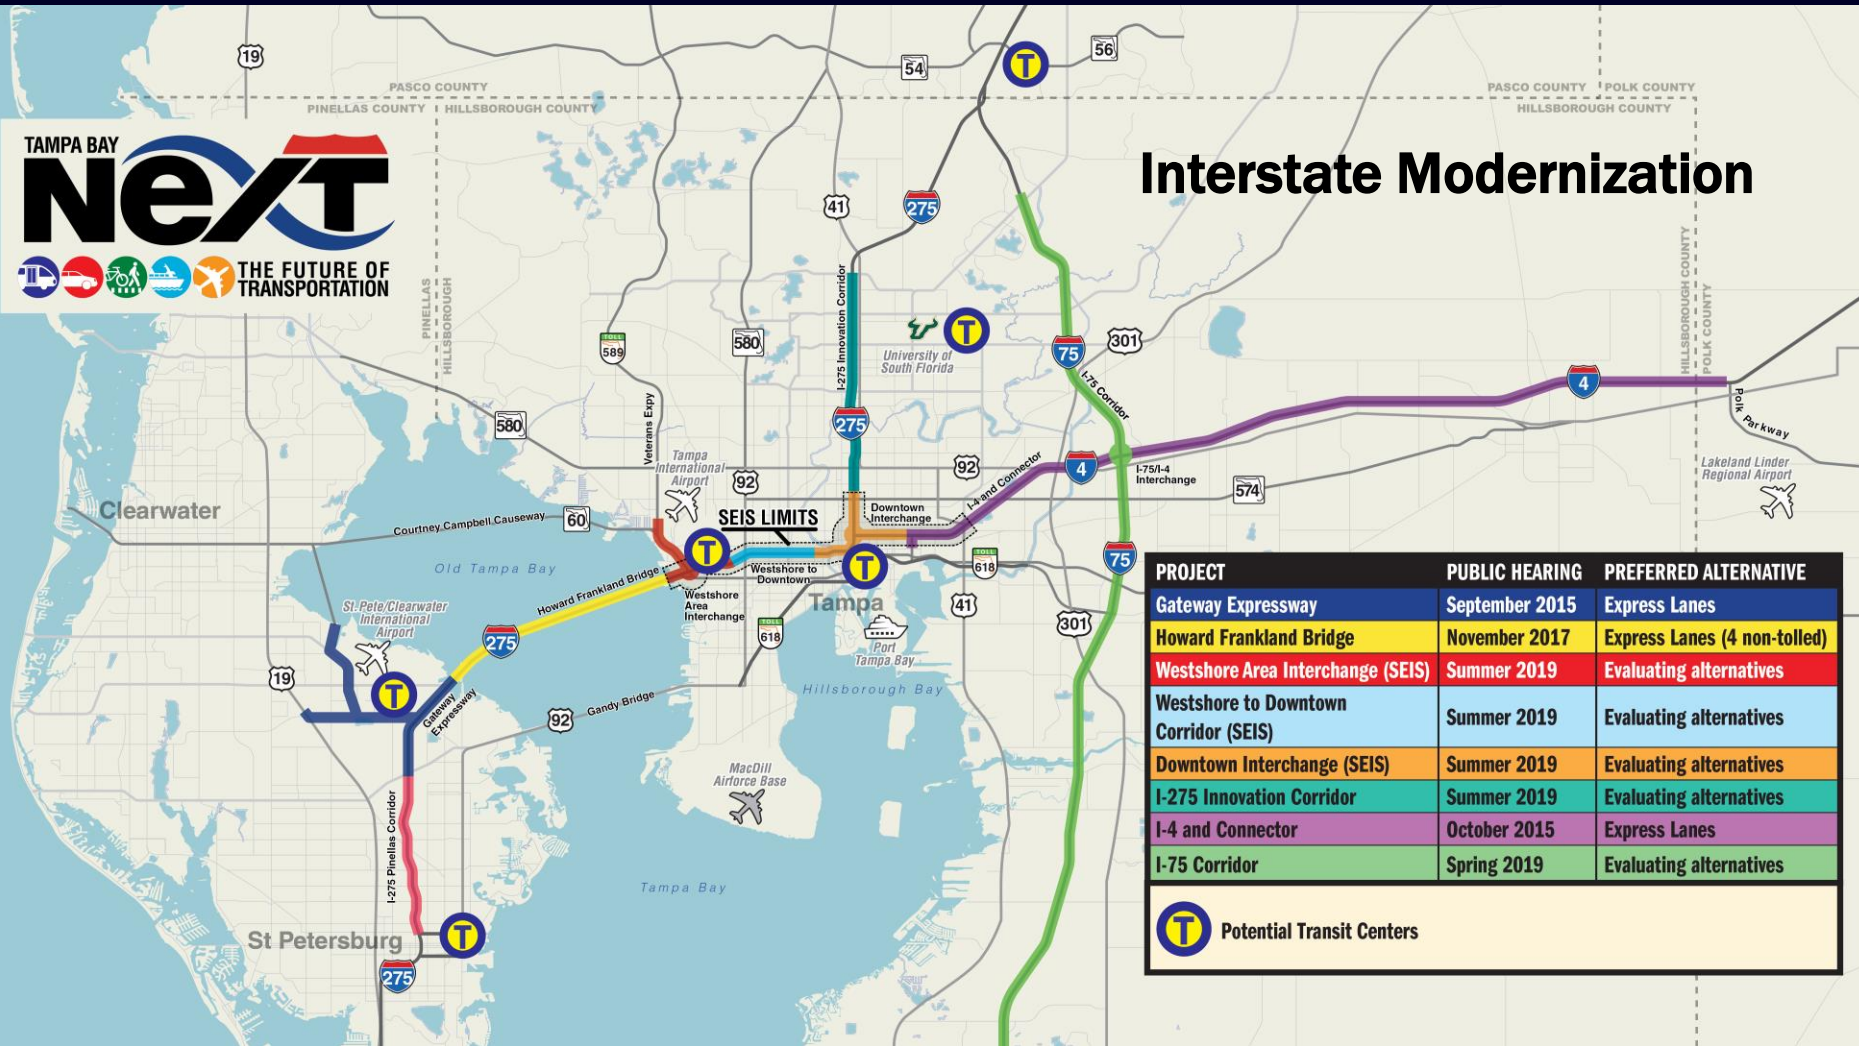 19
54
56
PASCO COUNTY
PINELLAS COUNTY
HILLSBOROUGH COUNTY
PASCO COUNTY
POLK COUNTY
HILLSBOROUGH COUNTY
T
TAMPA BAY
NeXT
THE FUTURE OF
TRANSPORTATION
Interstate Modernization
41
275
PINELLAS
HILLSBOROUGH
HILLSBOROUGH COUNTY
POLK COUNTY
I-275 Innovation Corridor
TOLL
589
580
T
University of
South Florida
75
301
I-75 Corridor
4
Polk Parkway
580
Veterans Expy
275
Tampa
International
Airport
92
92
I-4 and Connector
4
I-75/I-4
Interchange
574
Lakeland Linder
Regional Airport
Clearwater
Courtney Campbell Causeway
60
SEIS LIMITS
Downtown
Interchange
T
T
Westshore to
Downtown
TOLL
618
75
Old Tampa Bay
Howard Frankland Bridge
Westshore
Area
Interchange
Tampa
41
301
St. Pete/Clearwater
International
Airport
275
TOLL
618
Port
Tampa Bay
19
T
Gateway
Expressway
92
Gandy Bridge
Hillsborough Bay
MacDill
Airforce Base
I-275 Pinellas Corridor
Tampa Bay
St Petersburg
T
275
PROJECT PUBLIC HEARING PREFERRED ALTERNATIVE
Gateway Expressway September 2015 Express Lanes
Howard Frankland Bridge November 2017 Express Lanes (4 non-tolled)
Westshore Area Interchange (SEIS) Summer 2019 Evaluating alternatives
Westshore to Downtown
Corridor (SEIS) Summer 2019 Evaluating alternatives
Downtown Interchange (SEIS) Summer 2019 Evaluating alternatives
I-275 Innovation Corridor Summer 2019 Evaluating alternatives
I-4 and Connector October 2015 Express Lanes
I-75 Corridor Spring 2019 Evaluating alternatives
T Potential Transit Centers